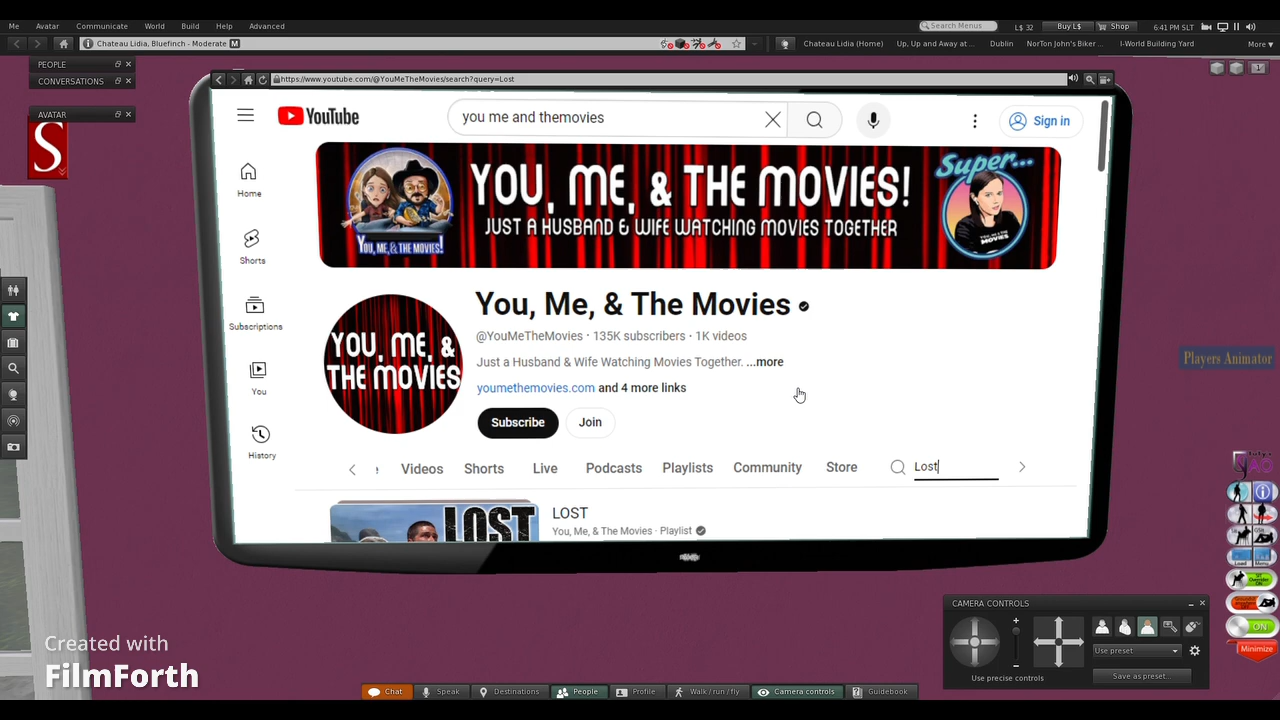 Me Avatar Communicate World Build Help Advanced
Search Menus L$ 32 Buy L$ Shop 6:41 PM SLT
Chateau Lidia, Bluefinch - Moderate M
Chateau Lidia (Home) Up, Up and Away at ... Dublin NorTon John's Biker ... I-World Building Yard More ▾
PEOPLE
CONVERSATIONS
AVATAR
S
https://www.youtube.com/@YouMeTheMovies/search?query=Lost
YouTube
you me and themovies
Sign in
Home
Shorts
Subscriptions
You
History
YOU, ME, & THE MOVIES!
YOU, ME, & THE MOVIES!
JUST A HUSBAND & WIFE WATCHING MOVIES TOGETHER
Super...
YOU, ME, &
THE MOVIES
You, Me, & The Movies
@YouMeTheMovies · 135K subscribers · 1K videos
Just a Husband & Wife Watching Movies Together. ...more
youmethemovies.com and 4 more links
Subscribe Join
Videos Shorts Live Podcasts Playlists Community Store Lost
LOST
LOST
You, Me, & The Movies · Playlist
Players Animator
ON
Minimize
CAMERA CONTROLS
Use preset
Use precise controls
Save as preset...
Created with
FilmForth
Chat Speak Destinations People Profile Walk / run / fly Camera controls Guidebook